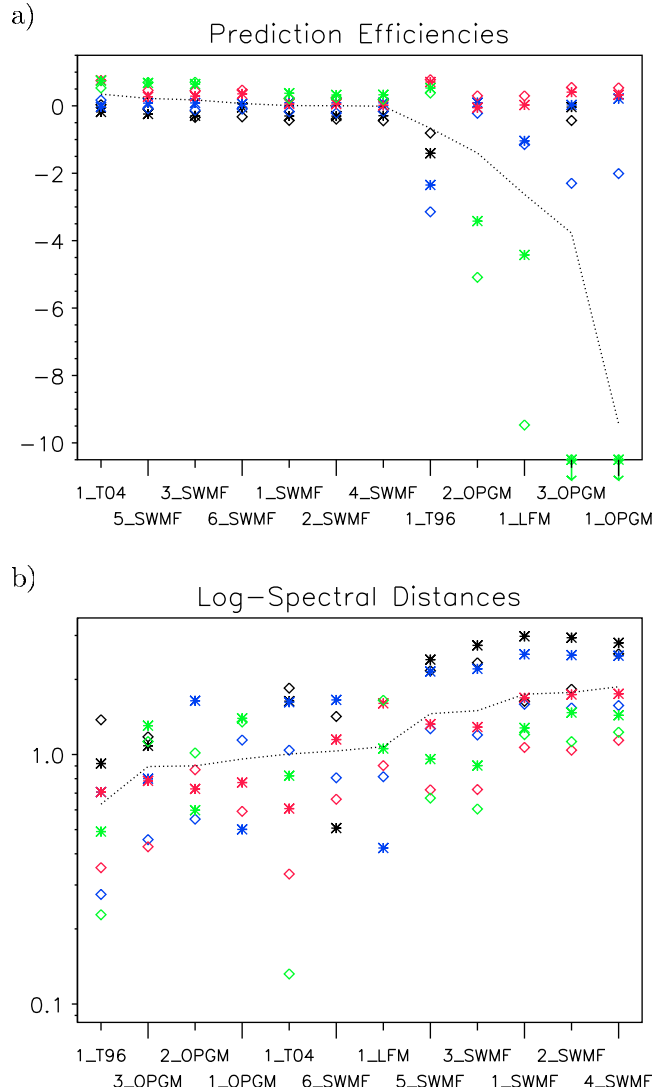 a)
Prediction Efficiencies
0
−2
−4
−6
−8
−10
1_T04 3_SWMF 1_SWMF 4_SWMF 2_OPGM 3_OPGM
5_SWMF 6_SWMF 2_SWMF 1_T96 1_LFM 1_OPGM
b)
Log−Spectral Distances
1.0
0.1
1_T96 2_OPGM 1_T04 1_LFM 3_SWMF 2_SWMF
3_OPGM 1_OPGM 6_SWMF 5_SWMF 1_SWMF 4_SWMF